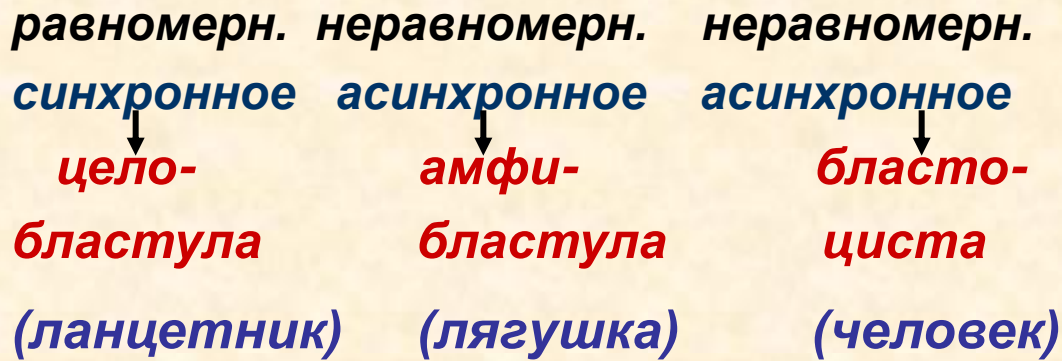 равномерн. неравномерн. неравномерн.
синхронное асинхронное асинхронное
цело- амфи- бласто-
бластула бластула циста
(ланцетник) (лягушка) (человек)